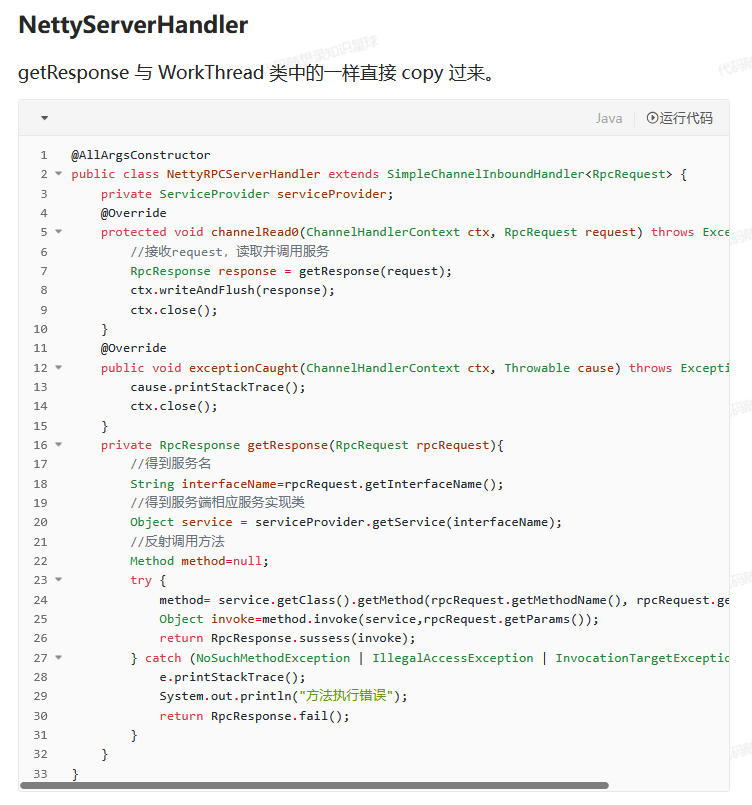 NettyServerHandler
getResponse 与 WorkThread 类中的一样直接 copy 过来。
Java 运行代码
1 @AllArgsConstructor
2 public class NettyRPCServerHandler extends SimpleChannelInboundHandler<RpcRequest> {
3 private ServiceProvider serviceProvider;
4 @Override
5 protected void channelRead0(ChannelHandlerContext ctx, RpcRequest request) throws Exce
6 //接收request，读取并调用服务
7 RpcResponse response = getResponse(request);
8 ctx.writeAndFlush(response);
9 ctx.close();
10 }
11 @Override
12 public void exceptionCaught(ChannelHandlerContext ctx, Throwable cause) throws Excepti
13 cause.printStackTrace();
14 ctx.close();
15 }
16 private RpcResponse getResponse(RpcRequest rpcRequest){
17 //得到服务名
18 String interfaceName=rpcRequest.getInterfaceName();
19 //得到服务端相应服务实现类
20 Object service = serviceProvider.getService(interfaceName);
21 //反射调用方法
22 Method method=null;
23 try {
24 method= service.getClass().getMethod(rpcRequest.getMethodName(), rpcRequest.ge
25 Object invoke=method.invoke(service,rpcRequest.getParams());
26 return RpcResponse.sussess(invoke);
27 } catch (NoSuchMethodException | IllegalAccessException | InvocationTargetExceptio
28 e.printStackTrace();
29 System.out.println("方法执行错误");
30 return RpcResponse.fail();
31 }
32 }
33 }